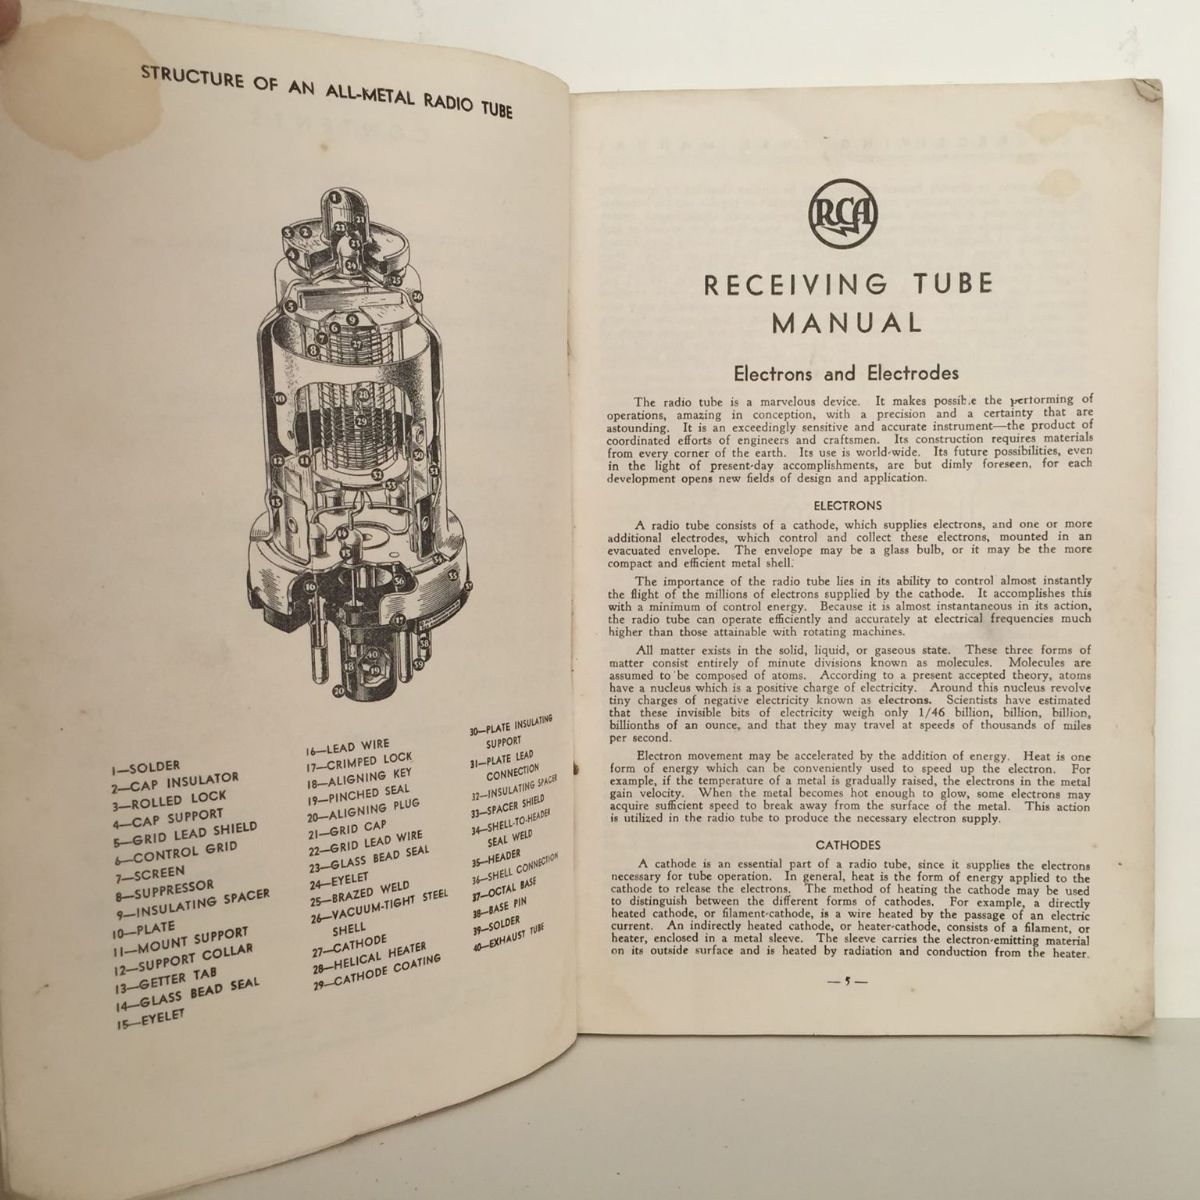 STRUCTURE OF AN ALL-METAL RADIO TUBE
1—SOLDER
2—CAP INSULATOR
3—ROLLED LOCK
4—CAP SUPPORT
5—GRID LEAD SHIELD
6—CONTROL GRID
7—SCREEN
8—SUPPRESSOR
9—INSULATING SPACER
10—PLATE
11—MOUNT SUPPORT
12—SUPPORT COLLAR
13—GETTER TAB
14—GLASS BEAD SEAL
15—EYELET
16—LEAD WIRE
17—CRIMPED LOCK
18—ALIGNING KEY
19—PINCHED SEAL
20—ALIGNING PLUG
21—GRID CAP
22—GRID LEAD WIRE
23—GLASS BEAD SEAL
24—EYELET
25—BRAZED WELD
26—VACUUM-TIGHT STEEL
SHELL
27—CATHODE
28—HELICAL HEATER
29—CATHODE COATING
30—PLATE INSULATING
SUPPORT
31—PLATE LEAD
CONNECTION
32—INSULATING SPACER
33—SPACER SHIELD
34—SHELL-TO-HEADER
SEAL WELD
35—HEADER
36—SHELL CONNECTION
37—OCTAL BASE
38—BASE PIN
39—SOLDER
40—EXHAUST TUBE
RCA
RECEIVING TUBE
MANUAL
Electrons and Electrodes
The radio tube is a marvelous device. It makes possible the performing of
operations, amazing in conception, with a precision and a certainty that are
astounding. It is an exceedingly sensitive and accurate instrument—the product of
coordinated efforts of engineers and craftsmen. Its construction requires materials
from every corner of the earth. Its use is world-wide. Its future possibilities, even
in the light of present-day accomplishments, are but dimly foreseen, for each
development opens new fields of design and application.
ELECTRONS
A radio tube consists of a cathode, which supplies electrons, and one or more
additional electrodes, which control and collect these electrons, mounted in an
evacuated envelope. The envelope may be a glass bulb, or it may be the more
compact and efficient metal shell.
The importance of the radio tube lies in its ability to control almost instantly
the flight of the millions of electrons supplied by the cathode. It accomplishes this
with a minimum of control energy. Because it is almost instantaneous in its action,
the radio tube can operate efficiently and accurately at electrical frequencies much
higher than those attainable with rotating machines.
All matter exists in the solid, liquid, or gaseous state. These three forms of
matter consist entirely of minute divisions known as molecules. Molecules are
assumed to be composed of atoms. According to a present accepted theory, atoms
have a nucleus which is a positive charge of electricity. Around this nucleus revolve
tiny charges of negative electricity known as electrons. Scientists have estimated
that these invisible bits of electricity weigh only 1/46 billion, billion, billion,
billionths of an ounce, and that they may travel at speeds of thousands of miles
per second.
Electron movement may be accelerated by the addition of energy. Heat is one
form of energy which can be conveniently used to speed up the electron. For
example, if the temperature of a metal is gradually raised, the electrons in the metal
gain velocity. When the metal becomes hot enough to glow, some electrons may
acquire sufficient speed to break away from the surface of the metal. This action
is utilized in the radio tube to produce the necessary electron supply.
CATHODES
A cathode is an essential part of a radio tube, since it supplies the electrons
necessary for tube operation. In general, heat is the form of energy applied to the
cathode to release the electrons. The method of heating the cathode may be used
to distinguish between the different forms of cathodes. For example, a directly
heated cathode, or filament-cathode, is a wire heated by the passage of an electric
current. An indirectly heated cathode, or heater-cathode, consists of a filament, or
heater, enclosed in a metal sleeve. The sleeve carries the electron-emitting material
on its outside surface and is heated by radiation and conduction from the heater.
— 5 —